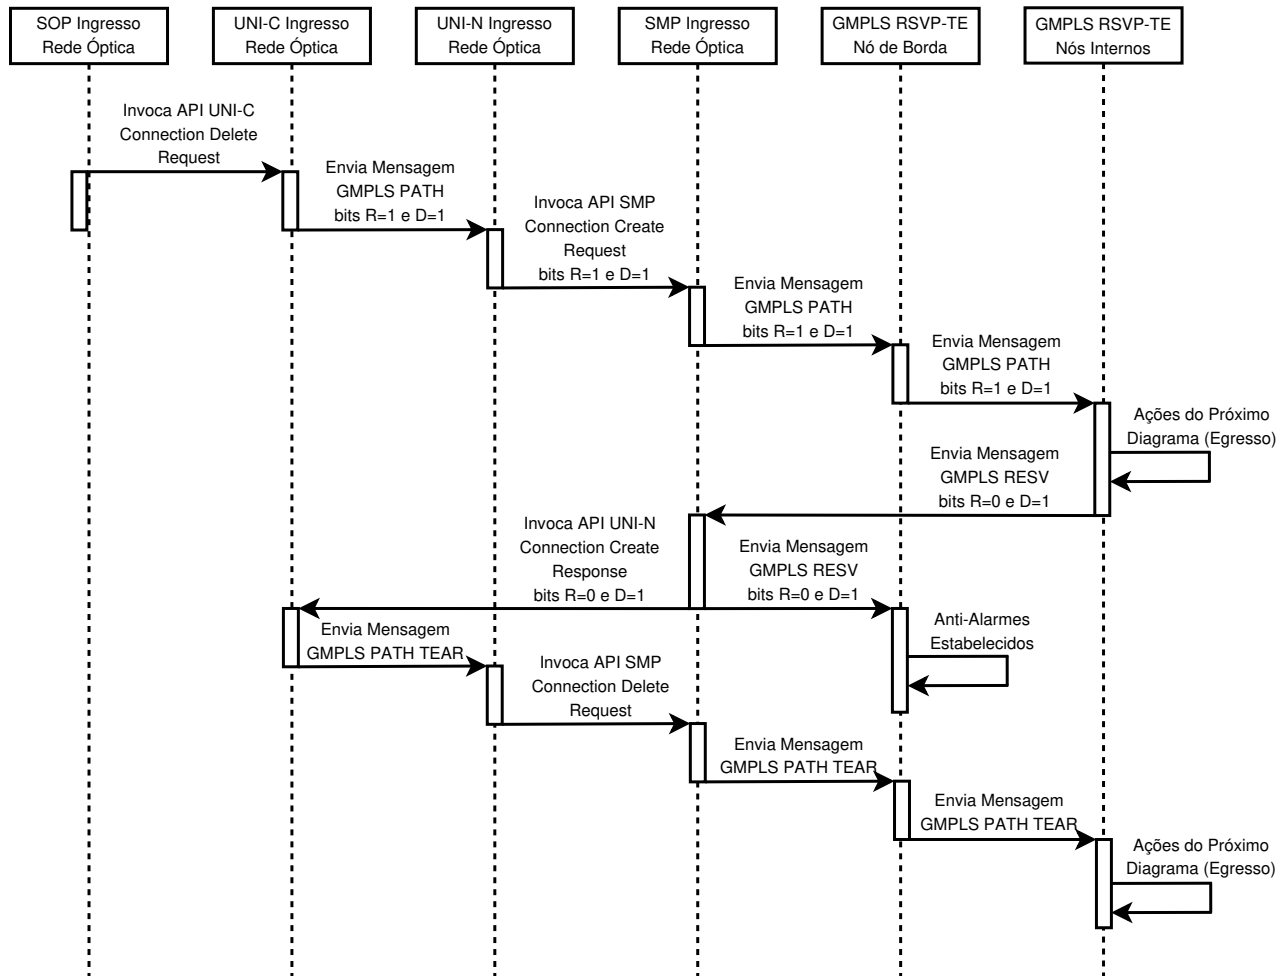 SOP Ingresso
Rede Óptica
UNI-C Ingresso
Rede Óptica
UNI-N Ingresso
Rede Óptica
SMP Ingresso
Rede Óptica
GMPLS RSVP-TE
Nó de Borda
GMPLS RSVP-TE
Nós Internos
Invoca API UNI-C
Connection Delete
Request
Envia Mensagem
GMPLS PATH
bits R=1 e D=1
Invoca API SMP
Connection Create
Request
bits R=1 e D=1
Envia Mensagem
GMPLS PATH
bits R=1 e D=1
Envia Mensagem
GMPLS PATH
bits R=1 e D=1
Ações do Próximo
Diagrama (Egresso)
Envia Mensagem
GMPLS RESV
bits R=0 e D=1
Invoca API UNI-N
Connection Create
Response
bits R=0 e D=1
Envia Mensagem
GMPLS RESV
bits R=0 e D=1
Anti-Alarmes
Estabelecidos
Envia Mensagem
GMPLS PATH TEAR
Invoca API SMP
Connection Delete
Request
Envia Mensagem
GMPLS PATH TEAR
Envia Mensagem
GMPLS PATH TEAR
Ações do Próximo
Diagrama (Egresso)